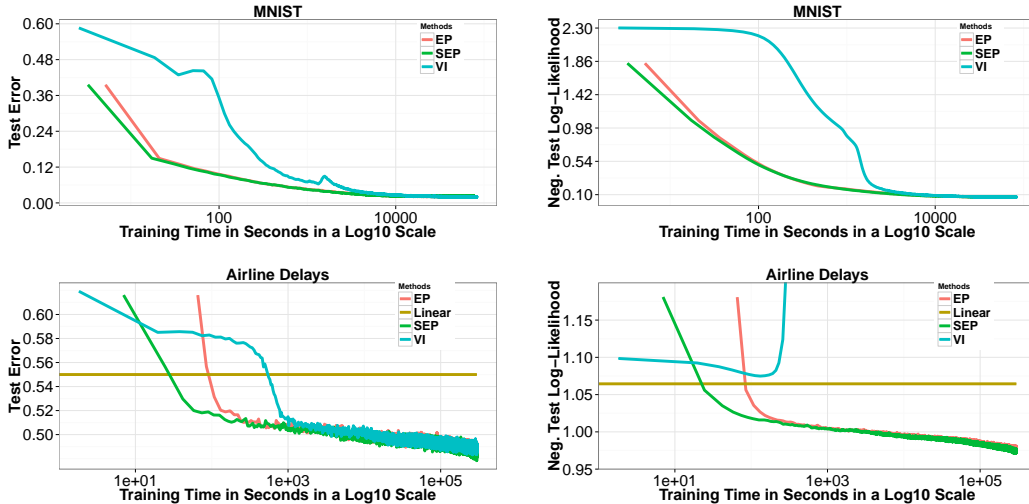 MNIST
Test Error
0.60
0.48
0.36
0.24
0.12
0.00
Methods
EP
SEP
VI
100
10000
Training Time in Seconds in a Log10 Scale
MNIST
Neg. Test Log−Likelihood
2.30
1.86
1.42
0.98
0.54
0.10
Methods
EP
SEP
VI
100
10000
Training Time in Seconds in a Log10 Scale
Airline Delays
Test Error
0.60
0.58
0.56
0.54
0.52
0.50
Methods
EP
Linear
SEP
VI
1e+01
1e+03
1e+05
Training Time in Seconds in a Log10 Scale
Airline Delays
Neg. Test Log−Likelihood
1.15
1.10
1.05
1.00
0.95
Methods
EP
Linear
SEP
VI
1e+01
1e+03
1e+05
Training Time in Seconds in a Log10 Scale